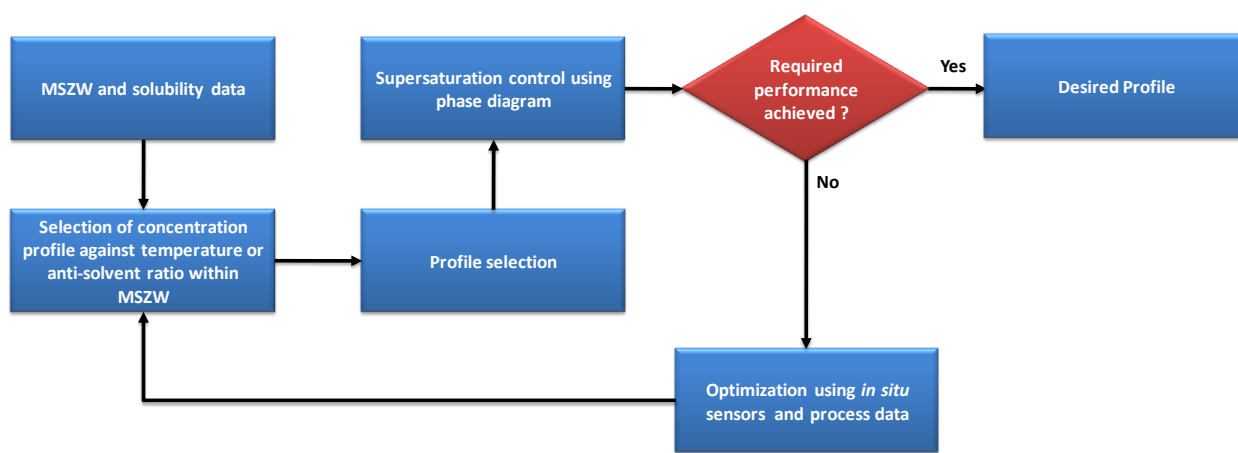 MSZW and solubility data
Supersaturation control using
phase diagram
Required
performance
achieved ?
Yes
Desired Profile
No
Selection of concentration
profile against temperature or
anti-solvent ratio within
MSZW
Profile selection
Optimization using in situ
sensors and process data